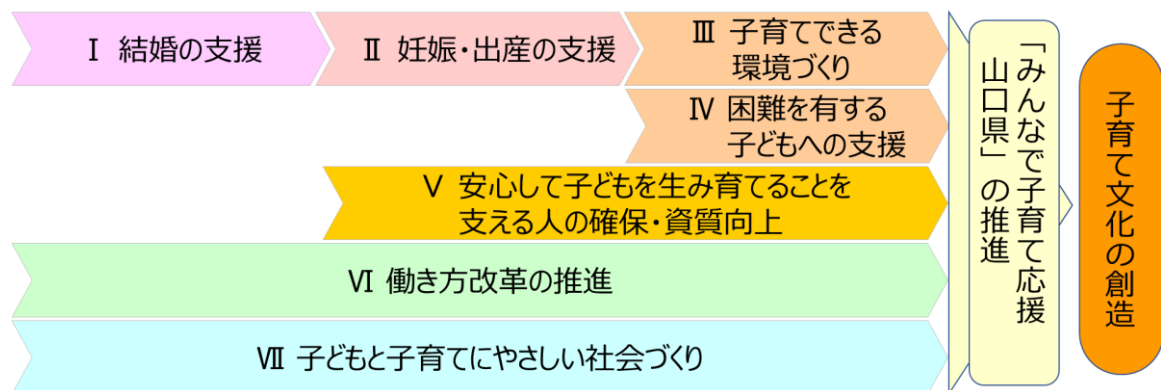 Ⅰ 結婚の支援
Ⅱ 妊娠・出産の支援
Ⅲ 子育てできる
環境づくり
Ⅳ 困難を有する
子どもへの支援
Ⅴ 安心して子どもを生み育てることを
支える人の確保・資質向上
Ⅵ 働き方改革の推進
Ⅶ 子どもと子育てにやさしい社会づくり
「みんなで子育て応援
山口県」の推進
子育て文化の創造